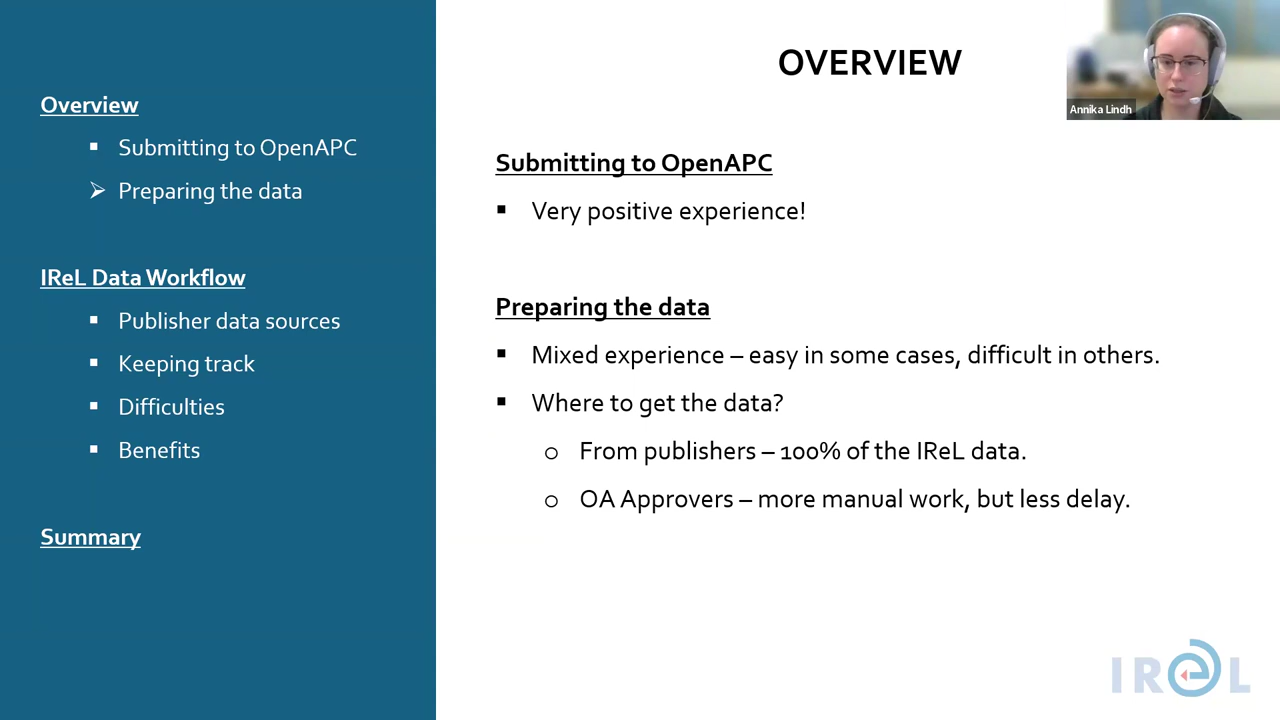 Overview
Submitting to OpenAPC
Preparing the data
IReL Data Workflow
Publisher data sources
Keeping track
Difficulties
Benefits
Summary
OVERVIEW
Annika Lindh
Submitting to OpenAPC
Very positive experience!
Preparing the data
Mixed experience – easy in some cases, difficult in others.
Where to get the data?
From publishers – 100% of the IReL data.
OA Approvers – more manual work, but less delay.
IReL